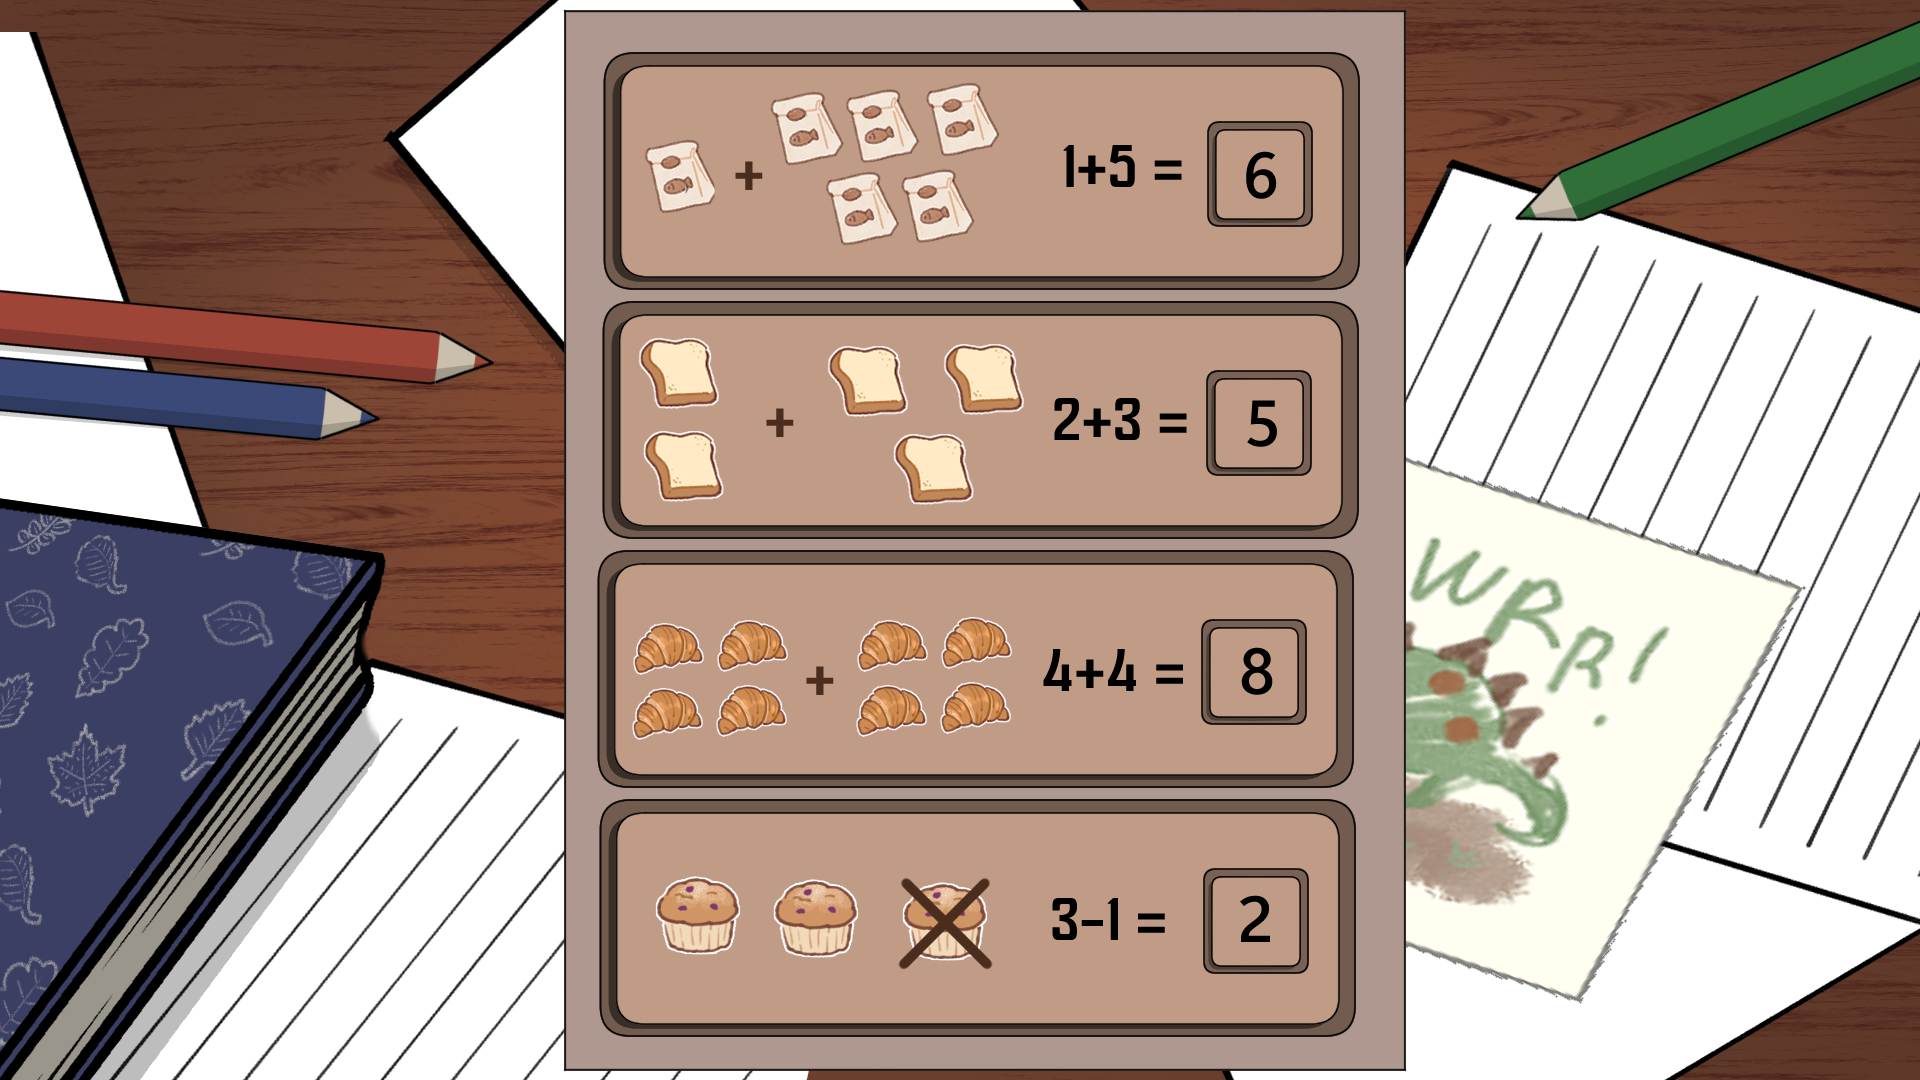 + 1+5 = 6
+ 2+3 = 5
+ 4+4 = 8
3-1 = 2
WRR!